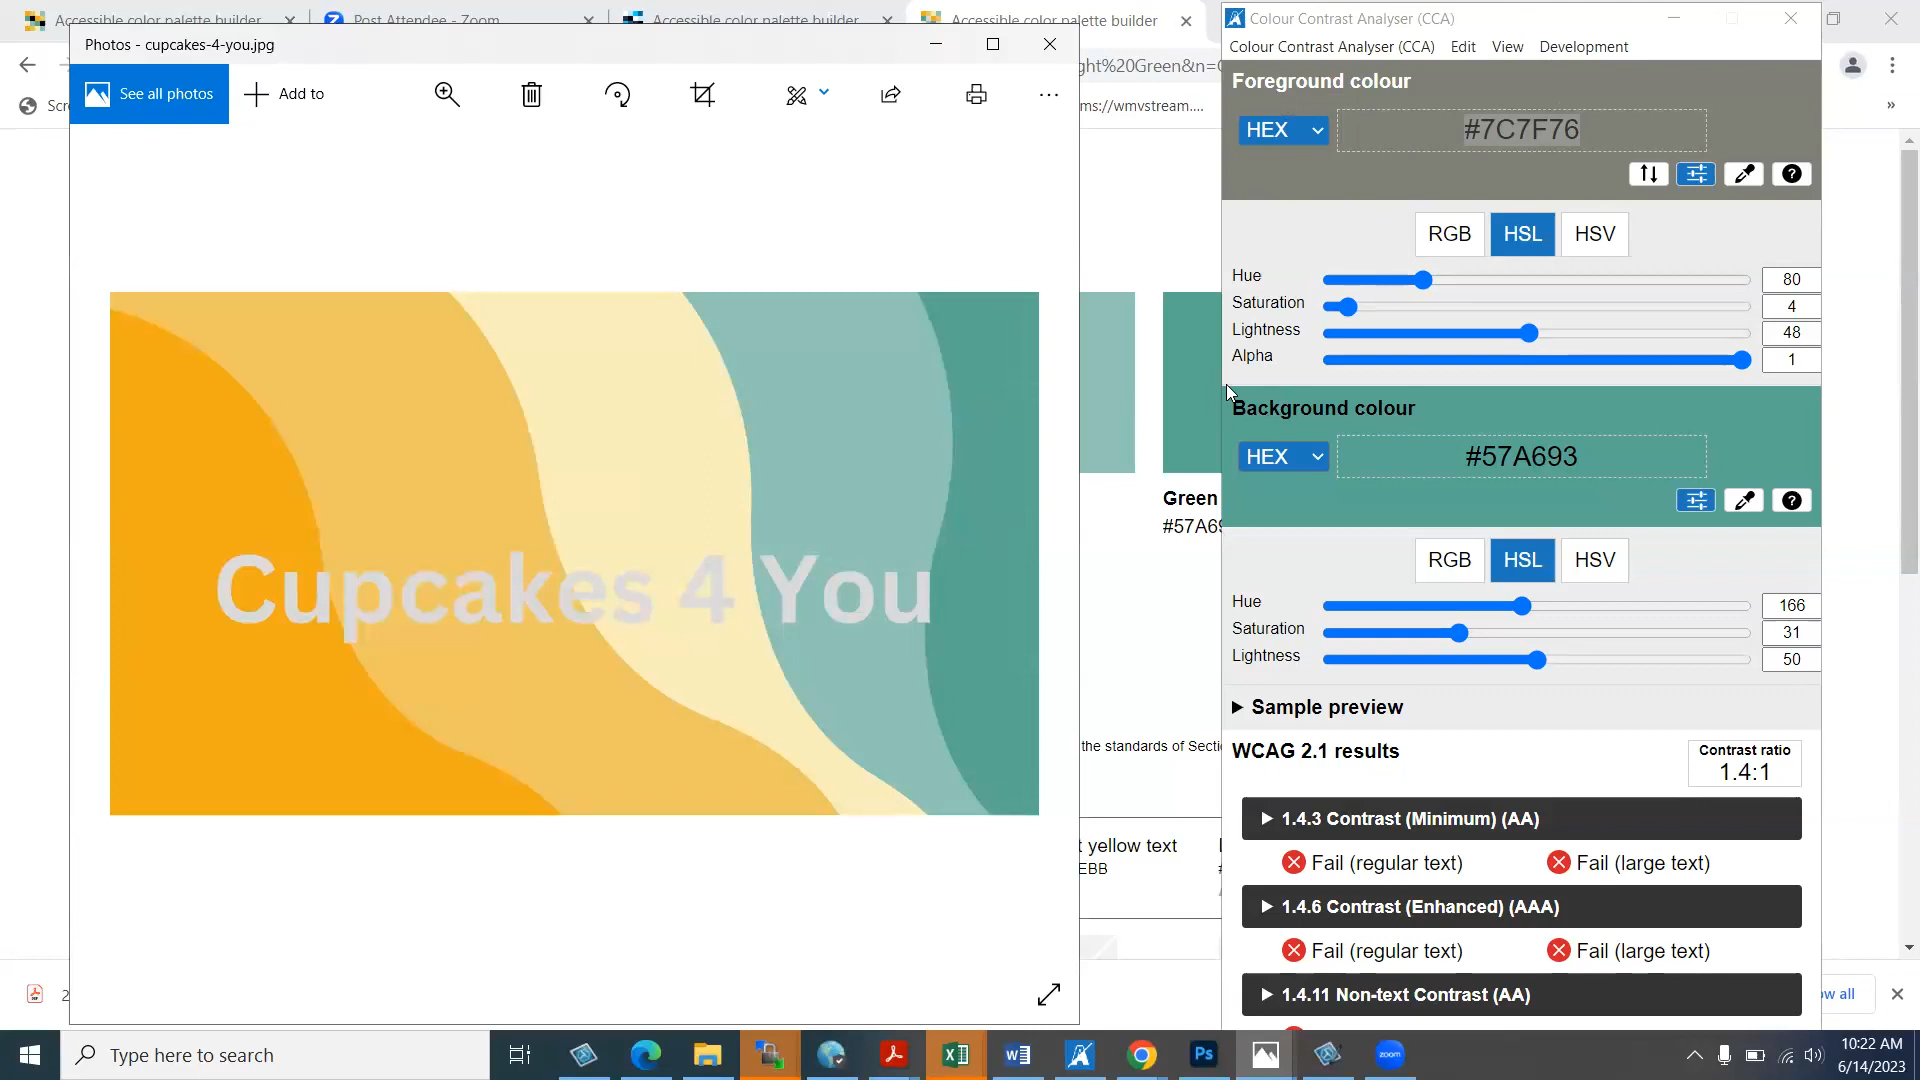 Accessible color palette builder
Post Attendee - Zoom
Accessible color palette builder
Accessible color palette builder
Colour Contrast Analyser (CCA)
Photos - cupcakes-4-you.jpg
Colour Contrast Analyser (CCA) Edit View Development
ght%20Green&n=
See all photos
Add to
ms://wmvstream....
Foreground colour
HEX
#7C7F76
RGB HSL HSV
Hue 80
Saturation 4
Lightness 48
Alpha 1
Background colour
HEX
#57A693
Green
#57A69
RGB HSL HSV
Hue 166
Saturation 31
Lightness 50
Cupcakes 4 You
Sample preview
the standards of Secti
WCAG 2.1 results
Contrast ratio
1.4:1
1.4.3 Contrast (Minimum) (AA)
Fail (regular text) Fail (large text)
t yellow text
EBB
1.4.6 Contrast (Enhanced) (AAA)
Fail (regular text) Fail (large text)
1.4.11 Non-text Contrast (AA)
ow all
Type here to search
10:22 AM
6/14/2023